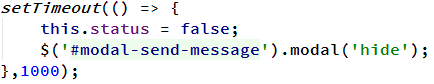 setTimeout(() => {
    this.status = false;
    $('#modal-send-message').modal('hide');
},1000);